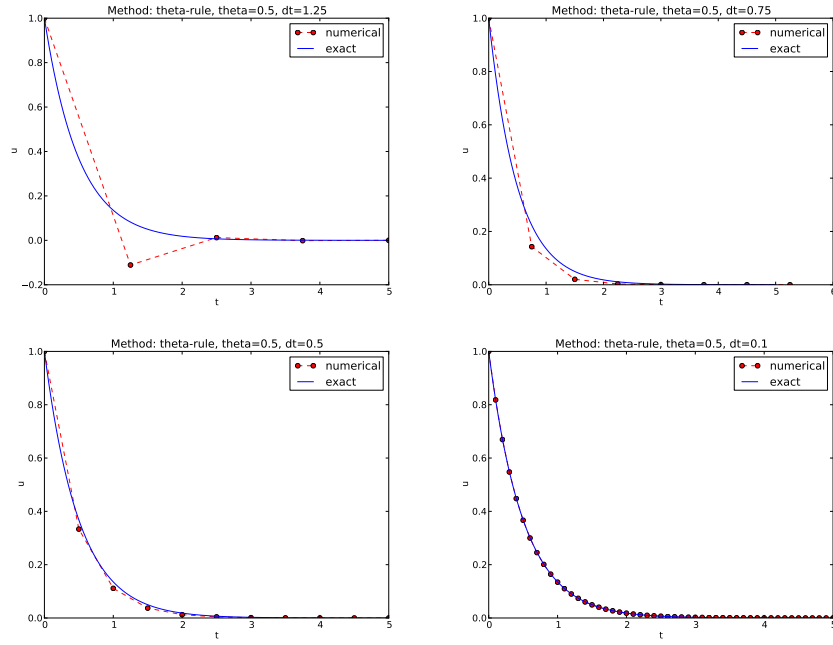 Method: theta-rule, theta=0.5, dt=1.25
1.0
0.8
0.6
0.4
0.2
0.0
−0.2
u
0 1 2 3 4 5
t
numerical
exact
Method: theta-rule, theta=0.5, dt=0.75
1.0
0.8
0.6
0.4
0.2
0.0
u
0 1 2 3 4 5 6
t
numerical
exact
Method: theta-rule, theta=0.5, dt=0.5
1.0
0.8
0.6
0.4
0.2
0.0
u
0 1 2 3 4 5
t
numerical
exact
Method: theta-rule, theta=0.5, dt=0.1
1.0
0.8
0.6
0.4
0.2
0.0
u
0 1 2 3 4 5
t
numerical
exact